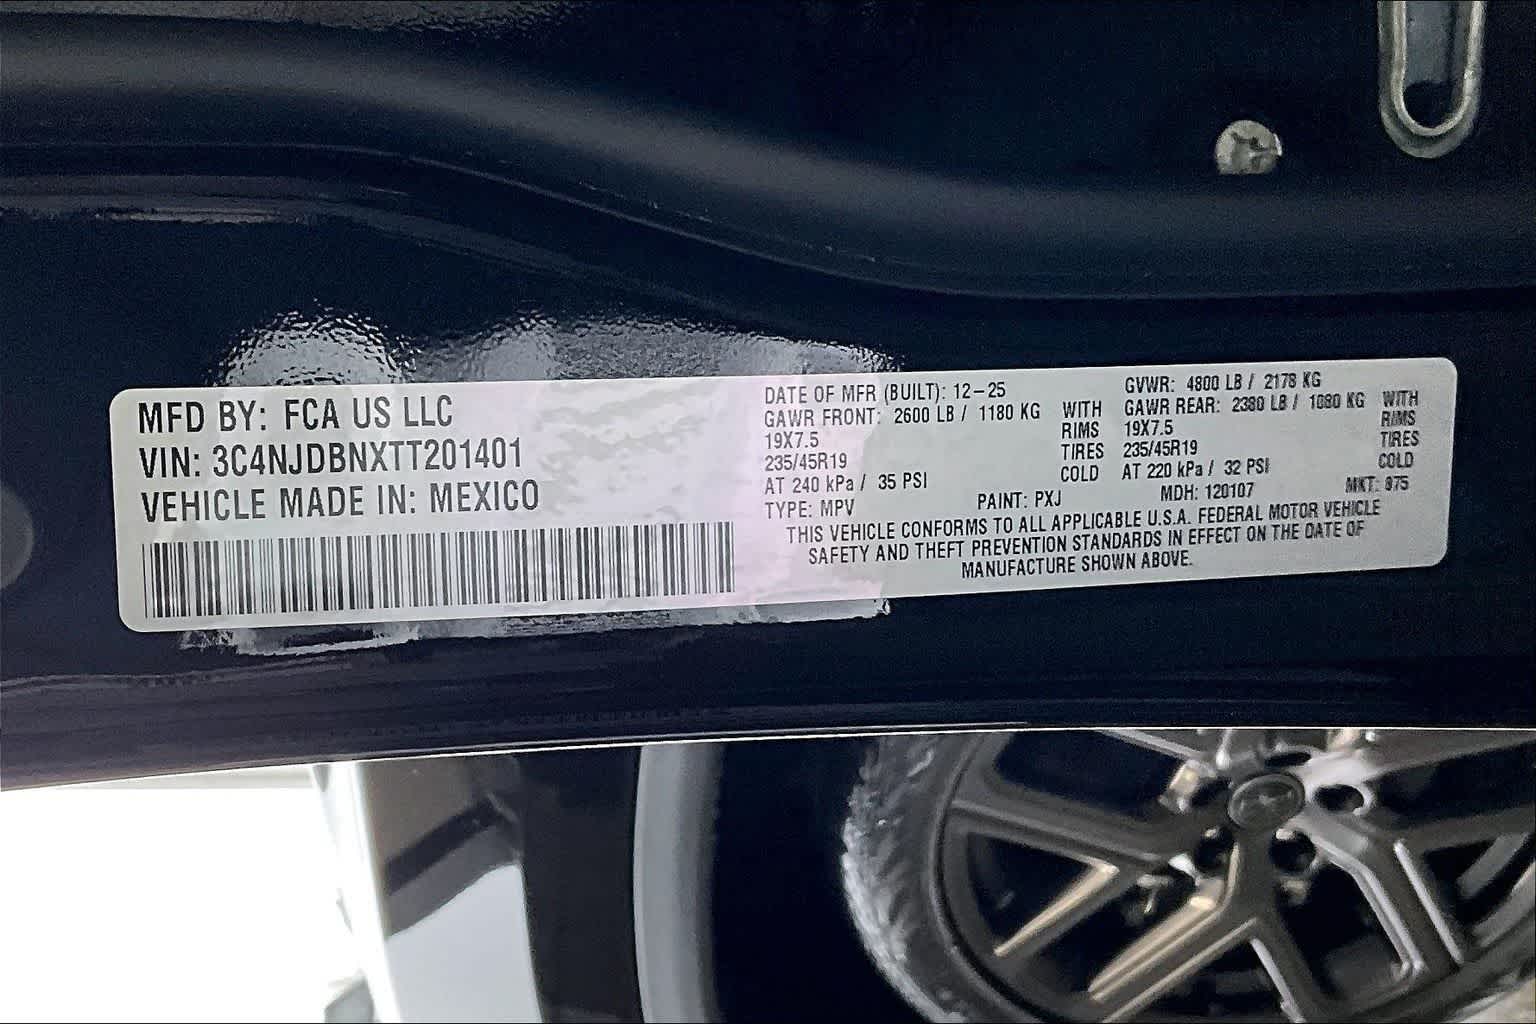 MFD BY: FCA US LLC
VIN: 3C4NJDBNXTT201401
VEHICLE MADE IN: MEXICO
DATE OF MFR (BUILT): 12-25
GAWR FRONT: 2600 LB / 1180 KG WITH
19X7.5 RIMS
235/45R19 TIRES
AT 240 kPa / 35 PSI COLD
TYPE: MPV
GVWR: 4800 LB / 2178 KG
GAWR REAR: 2380 LB / 1080 KG WITH
19X7.5 RIMS
235/45R19 TIRES
AT 220 kPa / 32 PSI COLD
PAINT: PXJ MDH: 120107 MKT: 875
THIS VEHICLE CONFORMS TO ALL APPLICABLE U.S.A. FEDERAL MOTOR VEHICLE
SAFETY AND THEFT PREVENTION STANDARDS IN EFFECT ON THE DATE OF
MANUFACTURE SHOWN ABOVE.